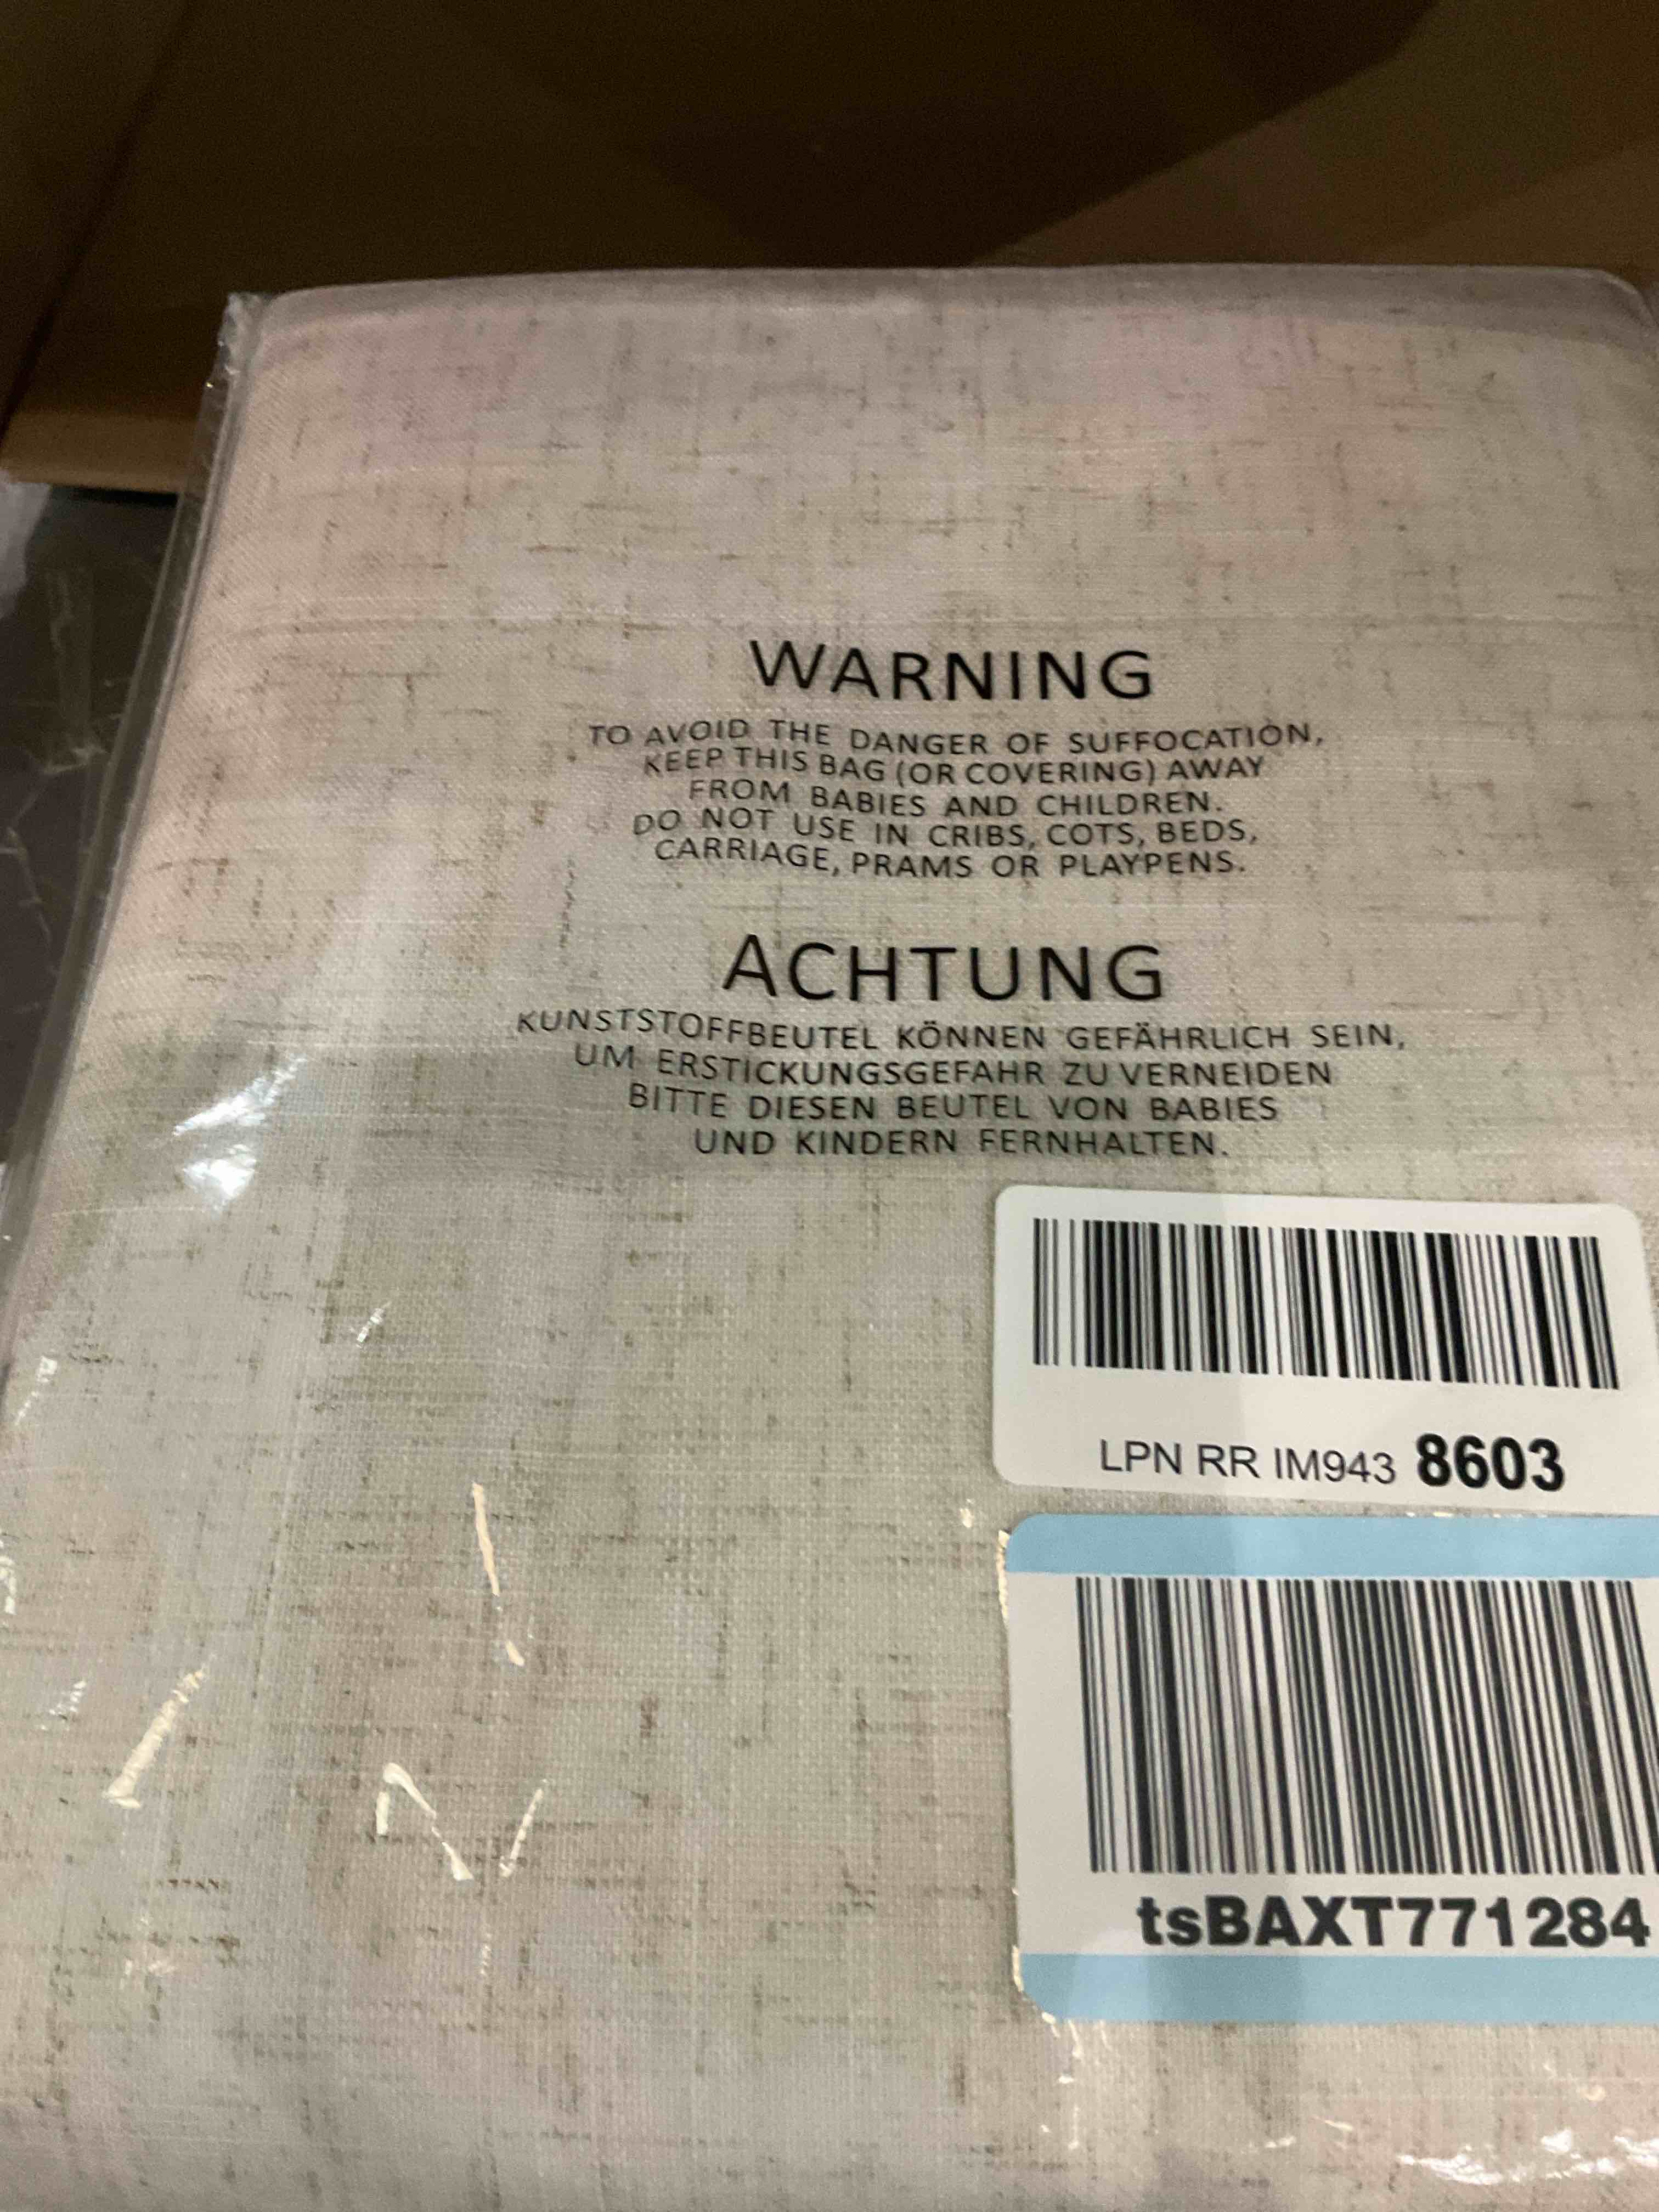 WARNING
TO AVOID THE DANGER OF SUFFOCATION,
KEEP THIS BAG (OR COVERING) AWAY
FROM BABIES AND CHILDREN.
DO NOT USE IN CRIBS, COTS, BEDS,
CARRIAGE, PRAMS OR PLAYPENS.
ACHTUNG
KUNSTSTOFFBEUTEL KÖNNEN GEFÄHRLICH SEIN,
UM ERSTICKUNGSGEFAHR ZU VERNEIDEN
BITTE DIESEN BEUTEL VON BABIES
UND KINDERN FERNHALTEN.
LPN RR IM943 8603
tsBAXT771284